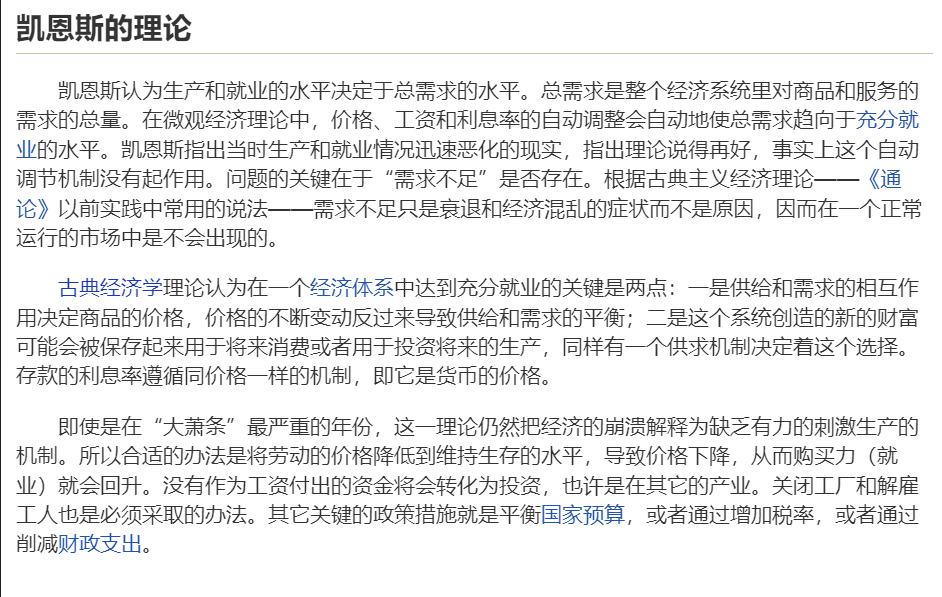 凯恩斯的理论
凯恩斯认为生产和就业的水平决定于总需求的水平。总需求是整个经济系统里对商品和服务的
需求的总量。在微观经济理论中，价格、工资和利息率的自动调整会自动地使总需求趋向于充分就
业的水平。凯恩斯指出当时生产和就业情况迅速恶化的现实，指出理论说得再好，事实上这个自动
调节机制没有起作用。问题的关键在于“需求不足”是否存在。根据古典主义经济理论——《通
论》以前实践中常用的说法——需求不足只是衰退和经济混乱的症状而不是原因，因而在一个正常
运行的市场中是不会出现的。
古典经济学理论认为在一个经济体系中达到充分就业的关键是两点：一是供给和需求的相互作
用决定商品的价格，价格的不断变动反过来导致供给和需求的平衡；二是这个系统创造的新的财富
可能会被保存起来用于将来消费或者用于投资将来的生产，同样有一个供求机制决定着这个选择。
存款的利息率遵循同价格一样的机制，即它是货币的价格。
即使是在“大萧条”最严重的年份，这一理论仍然把经济的崩溃解释为缺乏有力的刺激生产的
机制。所以合适的办法是将劳动的价格降低到维持生存的水平，导致价格下降，从而购买力（就
业）就会回升。没有作为工资付出的资金将会转化为投资，也许是在其它的产业。关闭工厂和解雇
工人也是必须采取的办法。其它关键的政策措施就是平衡国家预算，或者通过增加税率，或者通过
削减财政支出。